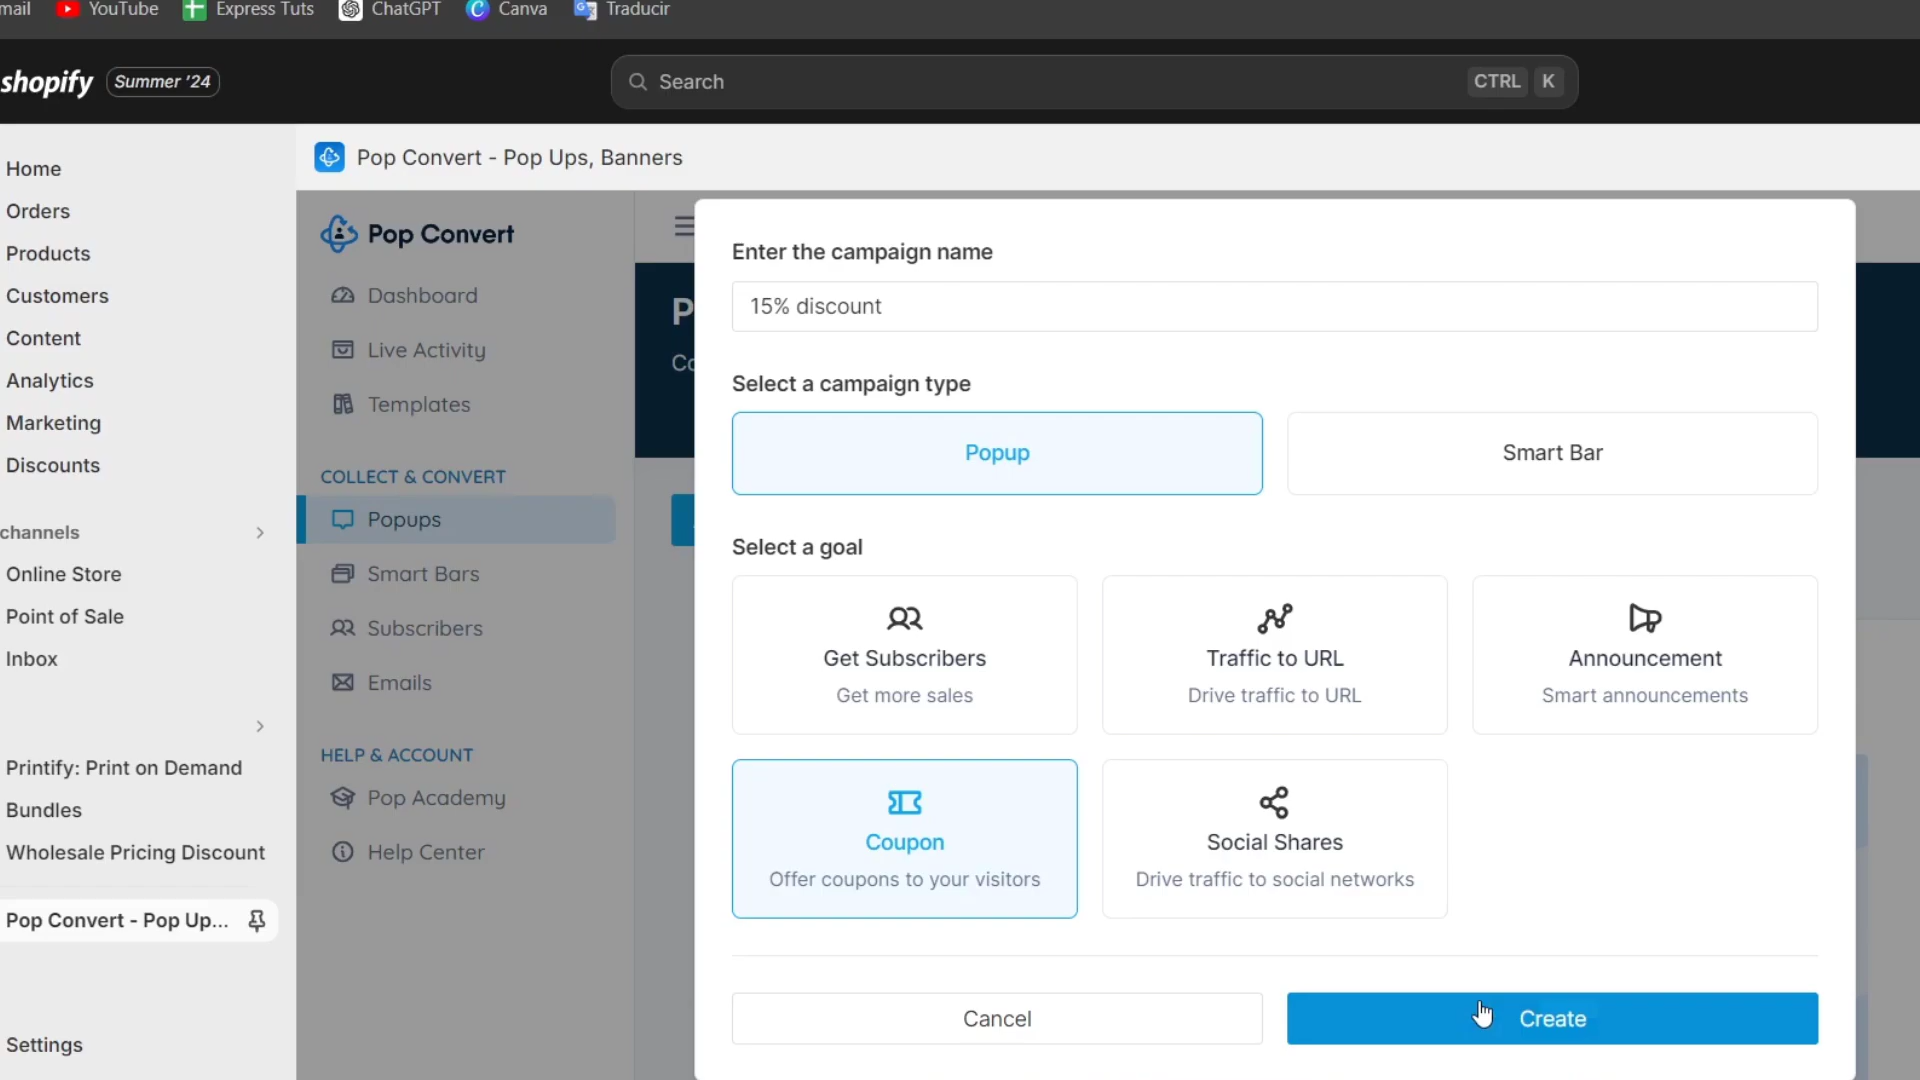 mail YouTube Express Tuts ChatGPT Canva Traducir
shopify Summer '24 Search CTRL K
Home
Orders
Products
Customers
Content
Analytics
Marketing
Discounts
channels
Online Store
Point of Sale
Inbox
Printify: Print on Demand
Bundles
Wholesale Pricing Discount
Pop Convert - Pop Up...
Settings
Pop Convert - Pop Ups, Banners
Pop Convert
Dashboard
Live Activity
Templates
COLLECT & CONVERT
Popups
Smart Bars
Subscribers
Emails
HELP & ACCOUNT
Pop Academy
Help Center
P
Co
Enter the campaign name
15% discount
Select a campaign type
Popup Smart Bar
Select a goal
Get Subscribers
Get more sales
Traffic to URL
Drive traffic to URL
Announcement
Smart announcements
Coupon
Offer coupons to your visitors
Social Shares
Drive traffic to social networks
Cancel Create